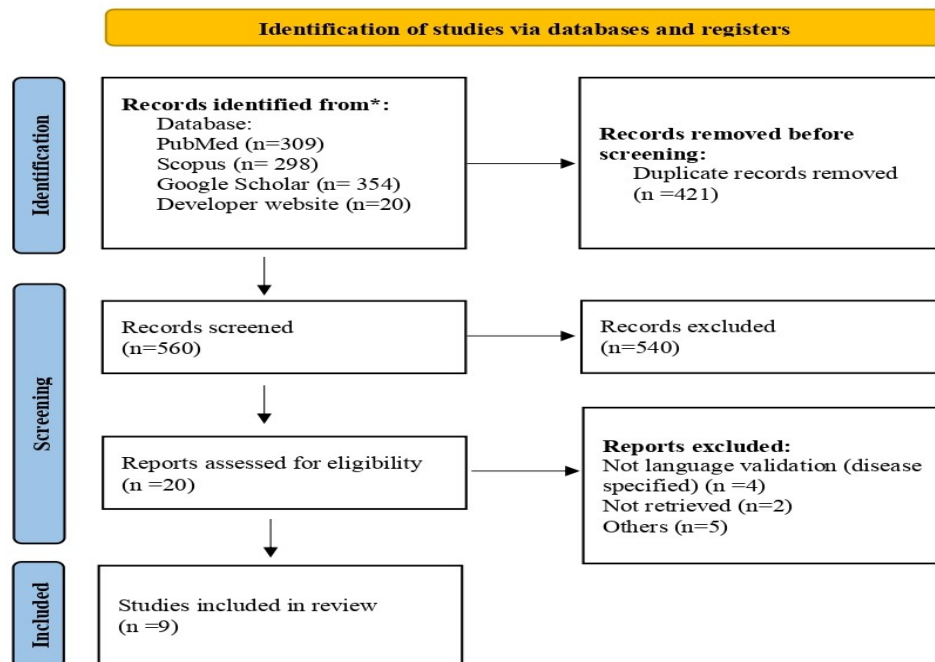 Identification of studies via databases and registers
Identification
Records identified from*:
Database:
PubMed (n=309)
Scopus (n= 298)
Google Scholar (n= 354)
Developer website (n=20)
Records removed before
screening:
Duplicate records removed
(n =421)
Screening
Records screened
(n=560)
Records excluded
(n=540)
Reports assessed for eligibility
(n =20)
Reports excluded:
Not language validation (disease
specified) (n =4)
Not retrieved (n=2)
Others (n=5)
Included
Studies included in review
(n =9)